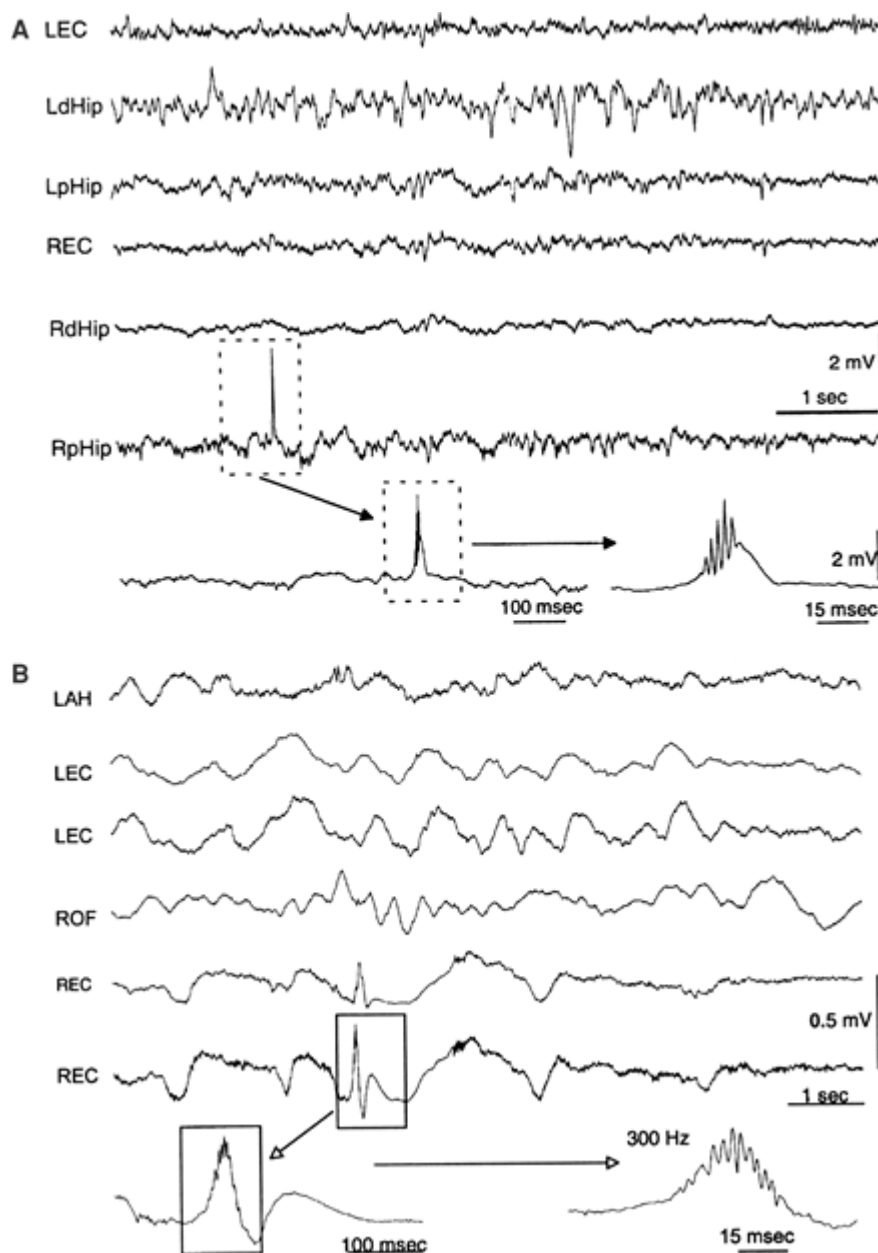 A LEC
LdHip
LpHip
REC
RdHip
2 mV
1 sec
RpHip
2 mV
100 msec 15 msec
B
LAH
LEC
LEC
ROF
REC
0.5 mV
REC
1 sec
300 Hz
100 msec 15 msec